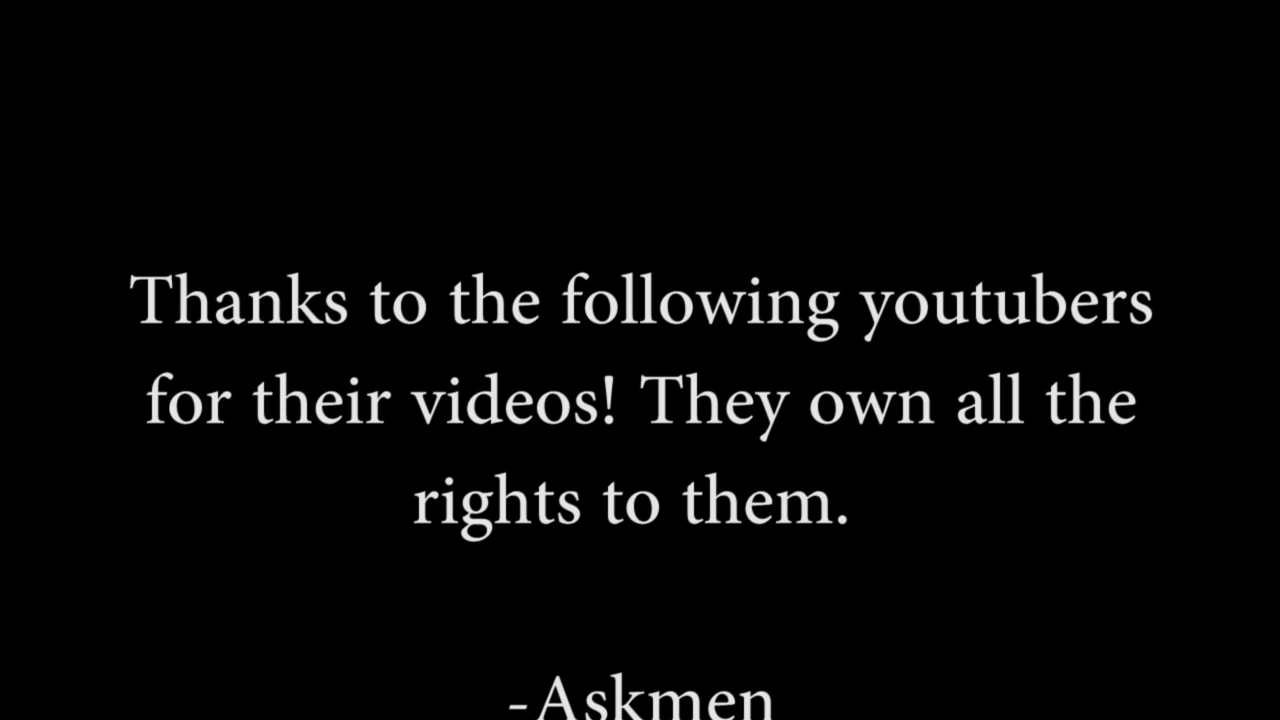 Thanks to the following youtubers
for their videos! They own all the
rights to them.
-Askmen